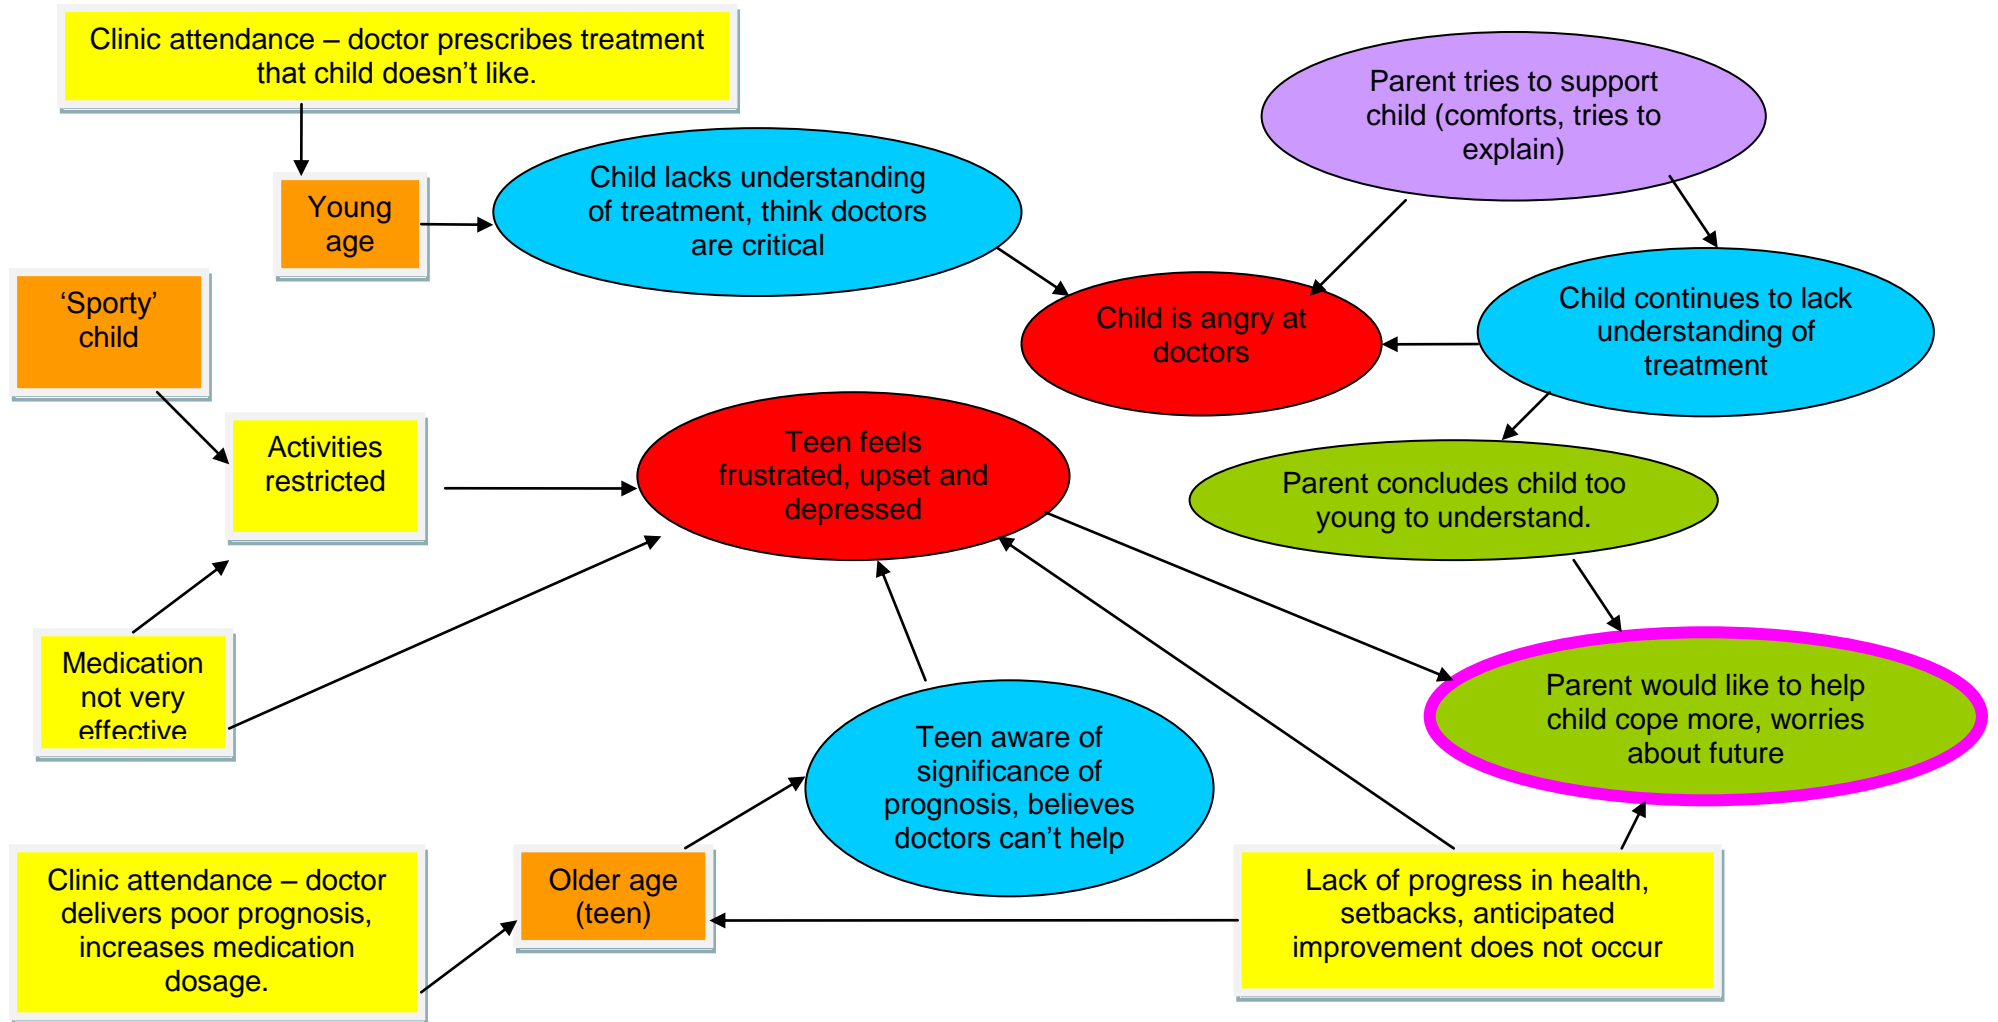 Clinic attendance – doctor prescribes treatment
that child doesn’t like.
Parent tries to support
child (comforts, tries to
explain)
Child lacks understanding
of treatment, think doctors
are critical
Young
age
‘Sporty’
child
Child is angry at
doctors
Child continues to lack
understanding of
treatment
Activities
restricted
Teen feels
frustrated, upset and
depressed
Parent concludes child too
young to understand.
Medication
not very
effective
Parent would like to help
child cope more, worries
about future
Teen aware of
significance of
prognosis, believes
doctors can’t help
Clinic attendance – doctor
delivers poor prognosis,
increases medication
dosage.
Older age
(teen)
Lack of progress in health,
setbacks, anticipated
improvement does not occur